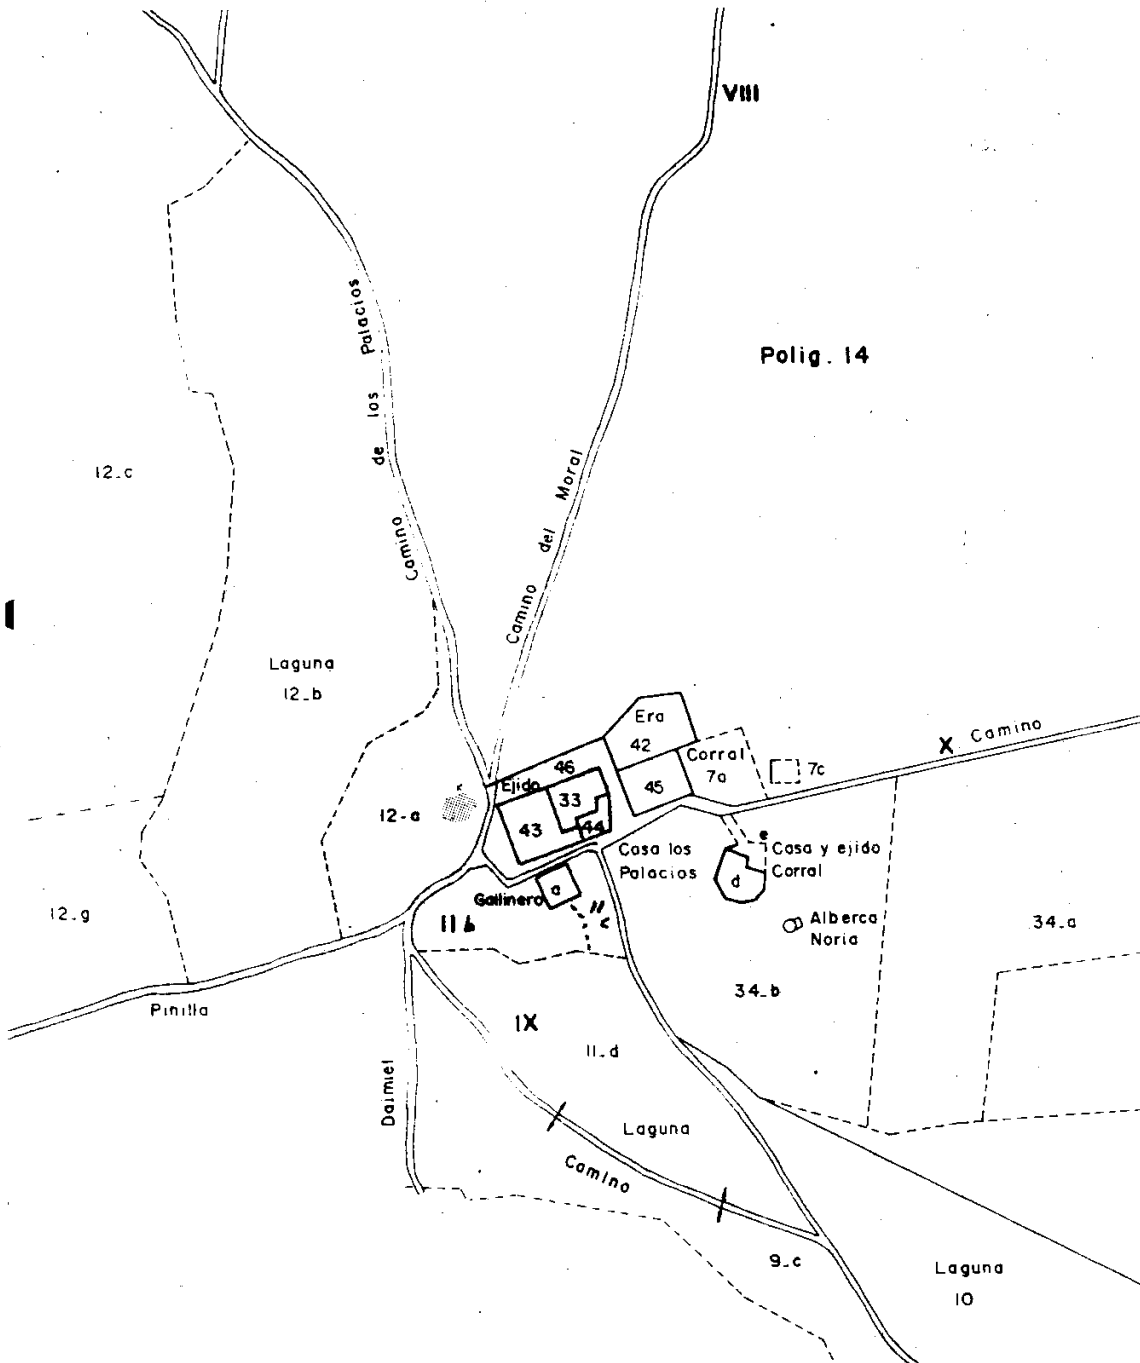 VIII
Polig. 14
Camino de los Palacios
Camino del Moral
12-c
Laguna
12-b
Era
42
46
Corral
7a
7c
X
Camino
Ejido
33
45
12-a
43
44
Casa los
Palacios
e
Casa y ejido
Corral
d
Gallinero
a
11 b
11
c
12-g
Alberca
Noria
34-a
34-b
Pinilla
IX
11-d
Daimiel
Laguna
Camino
9-c
Laguna
10